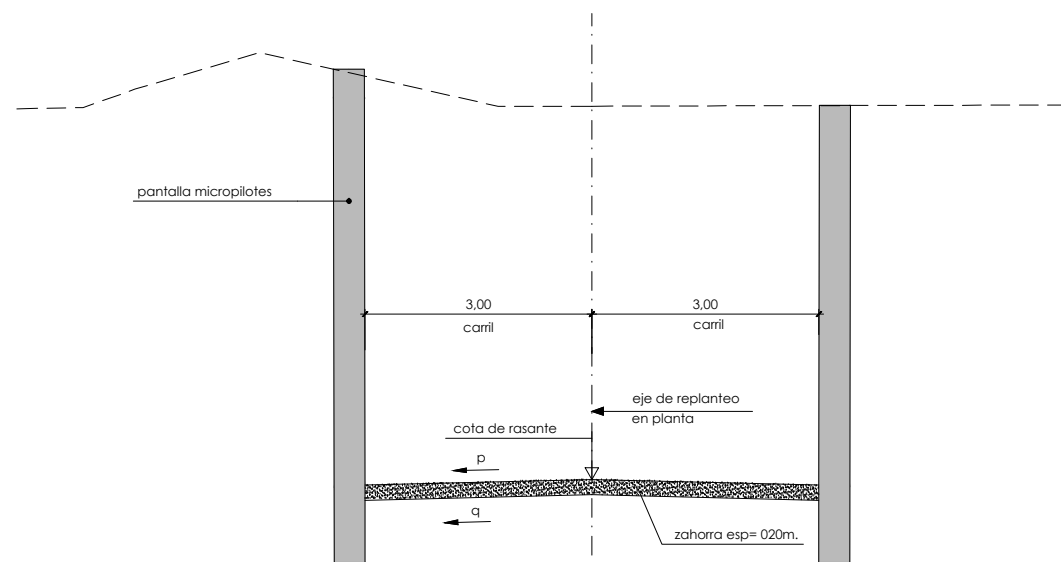 pantalla micropilotes
3,00
3,00
carril
carril
eje de replanteo
en planta
cota de rasante
p
q
zahorra esp= 020m.